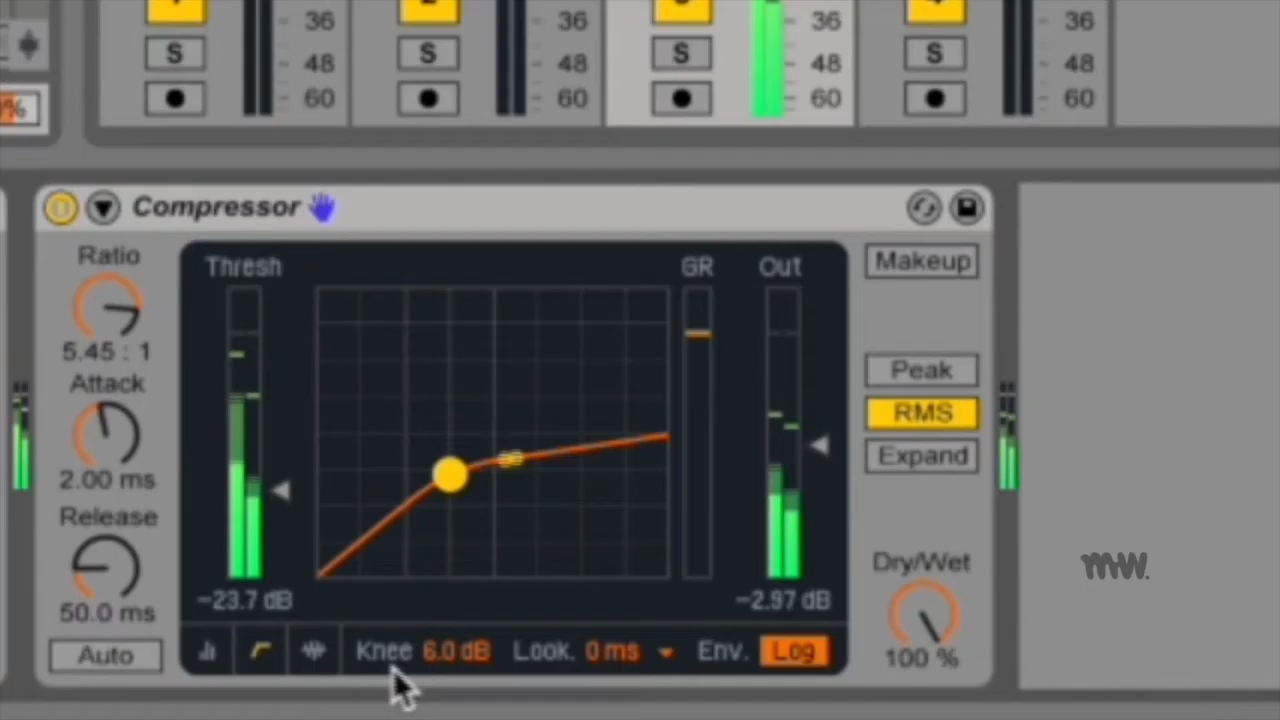 36 36 36 36
S S S S
48 48 48 48
60 60 60 60
%
Compressor
Ratio
5.45 : 1
Attack
2.00 ms
Release
50.0 ms
Auto
Thresh
-23.7 dB
GR
Out
-2.97 dB
Knee 6.0 dB Look. 0 ms Env. Log
Makeup
Peak
RMS
Expand
Dry/Wet
100 %
mw.